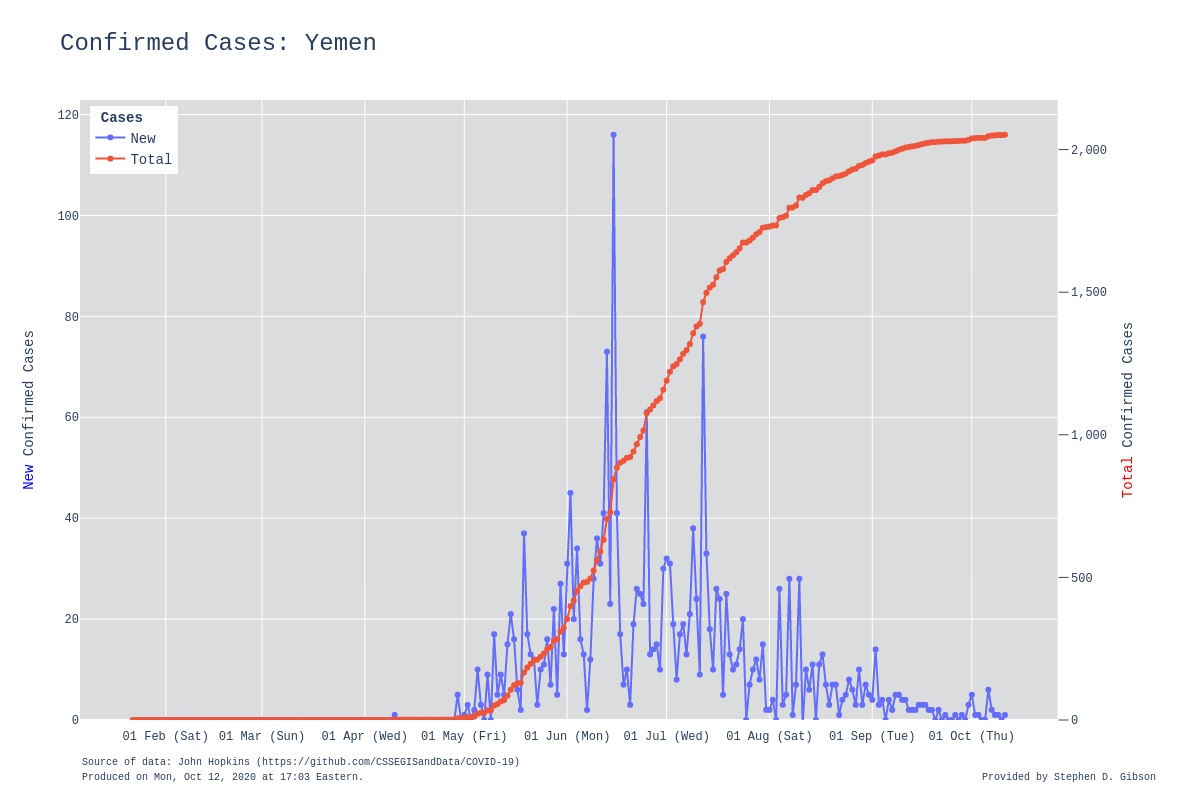 Confirmed Cases: Yemen
Cases
New
Total
120
100
80
60
40
20
0
2,000
1,500
1,000
500
0
New Confirmed Cases
Total Confirmed Cases
01 Feb (Sat) 01 Mar (Sun) 01 Apr (Wed) 01 May (Fri) 01 Jun (Mon) 01 Jul (Wed) 01 Aug (Sat) 01 Sep (Tue) 01 Oct (Thu)
Source of data: John Hopkins (https://github.com/CSSEGISandData/COVID-19)
Produced on Mon, Oct 12, 2020 at 17:03 Eastern.
Provided by Stephen D. Gibson